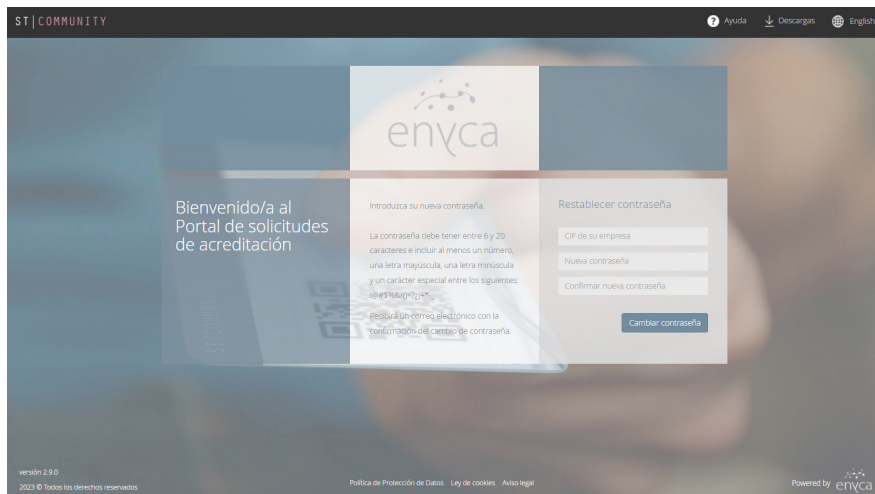 ST|COMMUNITY
Ayuda
Descargas
English
enyca
Bienvenido/a al
Portal de solicitudes
de acreditación
Introduzca su nueva contraseña.
La contraseña debe tener entre 6 y 20
caracteres e incluir al menos un número,
una letra mayúscula, una letra minúscula
y un carácter especial entre los siguientes:
Recibirá un correo electrónico con la
confirmación del cambio de contraseña.
Restablecer contraseña
CIF de su empresa
Nueva contraseña
Confirmar nueva contraseña
Cambiar contraseña
versión 2.9.0
2023 © Todos los derechos reservados
Política de Protección de Datos Ley de cookies Aviso legal
Powered by enyca